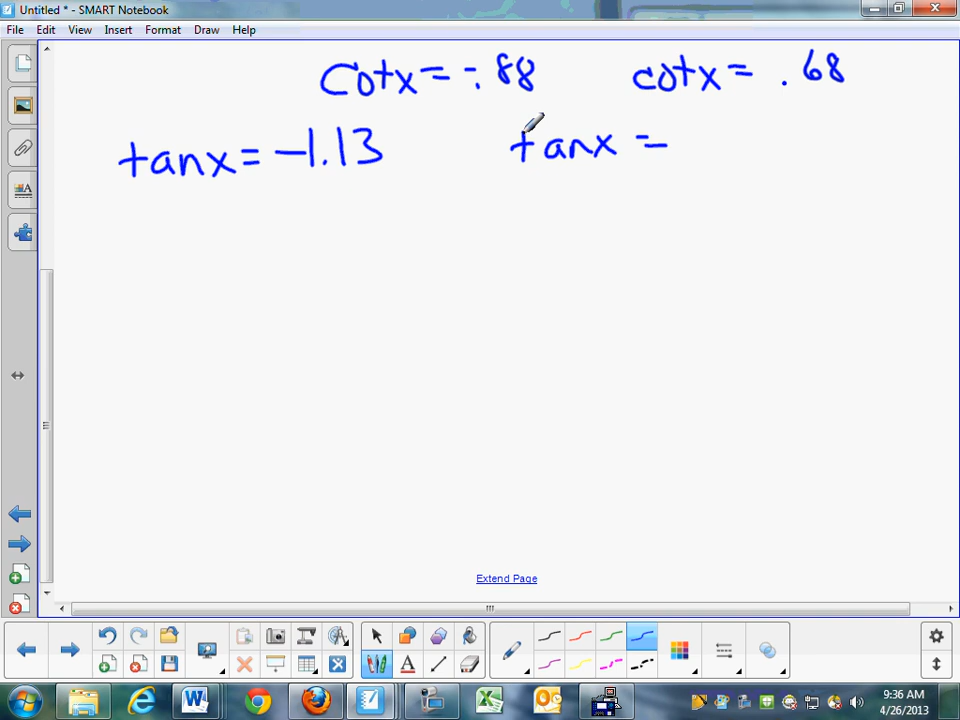 Untitled * - SMART Notebook
File Edit View Insert Format Draw Help
Cotx = -.88 cotx = .68
tanx = -1.13 tanx =
Extend Page
9:36 AM
4/26/2013